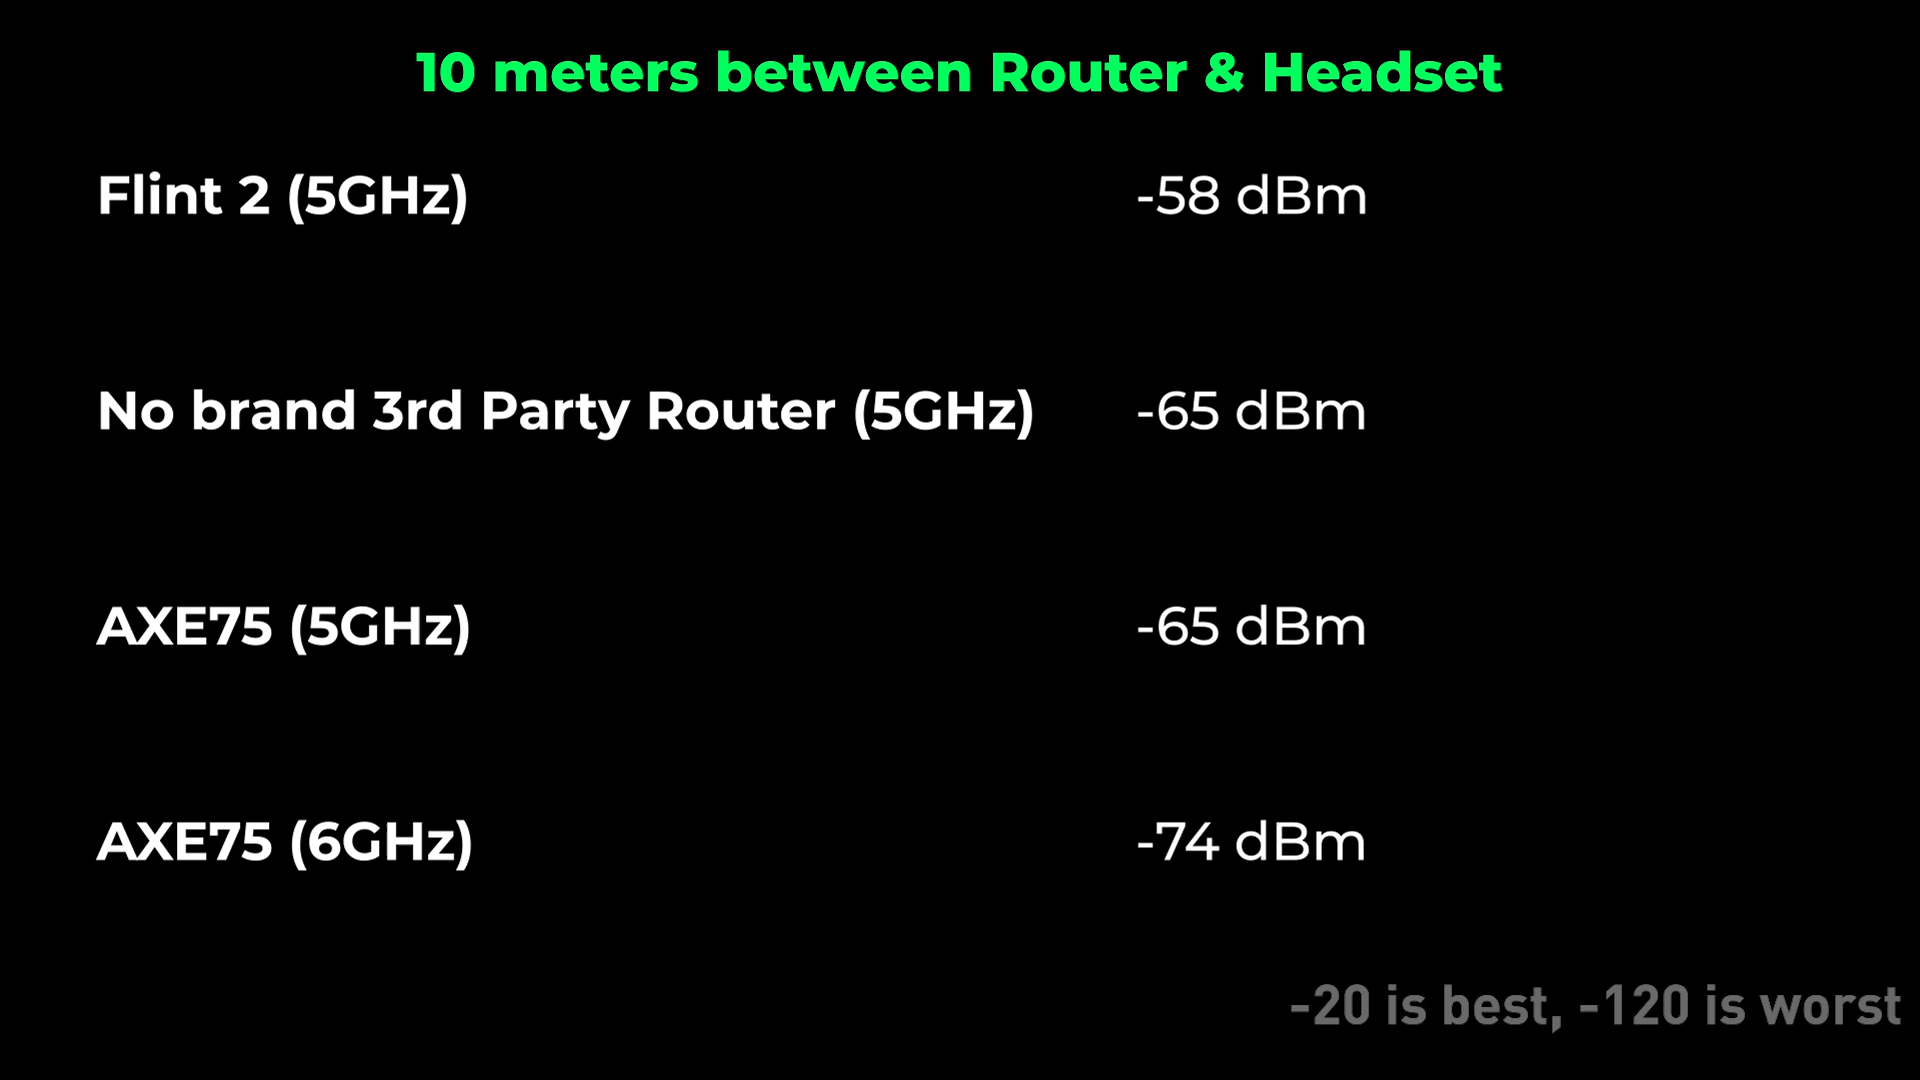 10 meters between Router & Headset
Flint 2 (5GHz) -58 dBm
No brand 3rd Party Router (5GHz) -65 dBm
AXE75 (5GHz) -65 dBm
AXE75 (6GHz) -74 dBm
-20 is best, -120 is worst